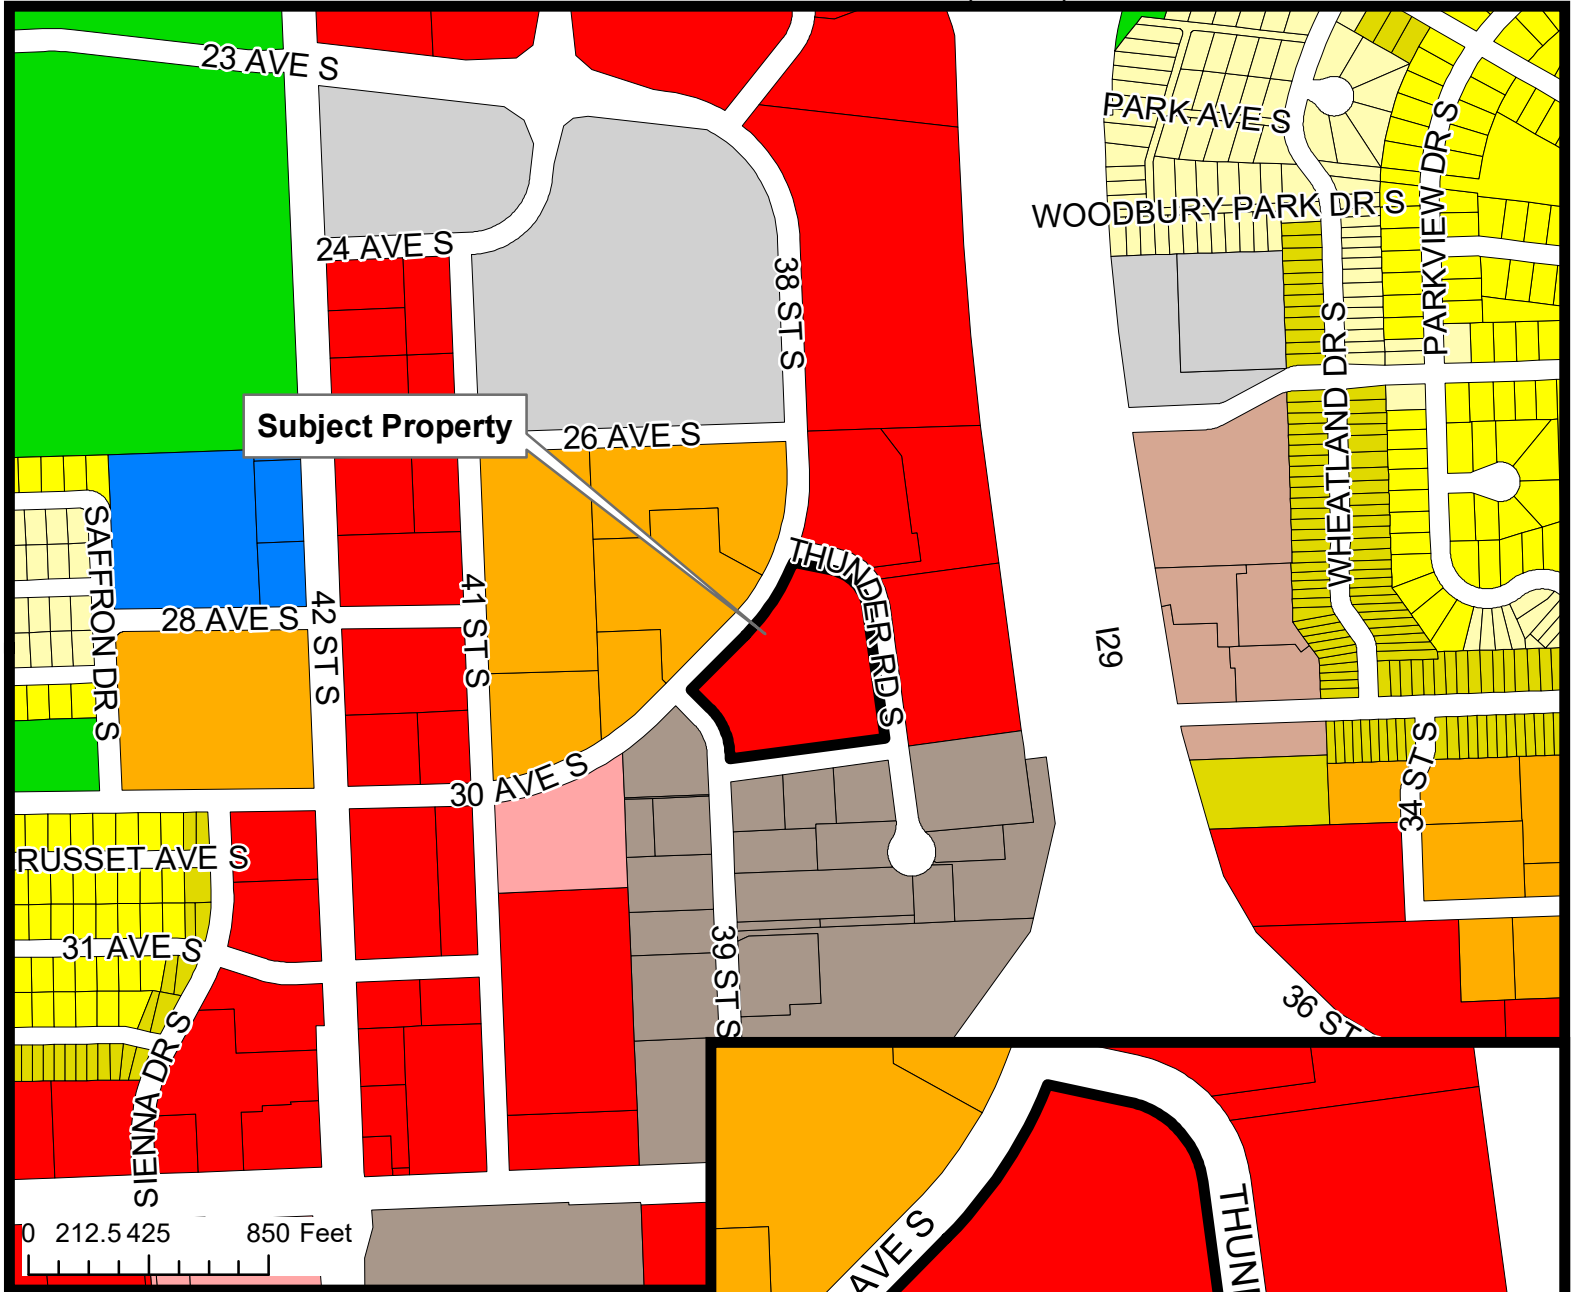 23 AVE S
PARK AVE S
PARKVIEW DR S
WOODBURY PARK DR S
24 AVE S
38 ST S
WHEATLAND DR S
Subject Property
26 AVE S
SAFFRON DR S
THUNDER RD S
41 ST S
42 ST S
28 AVE S
I29
34 ST S
30 AVE S
RUSSET AVE S
31 AVE S
39 ST S
36 ST
SIENNA DR S
0 212.5 425 850 Feet
AVE S
THUN